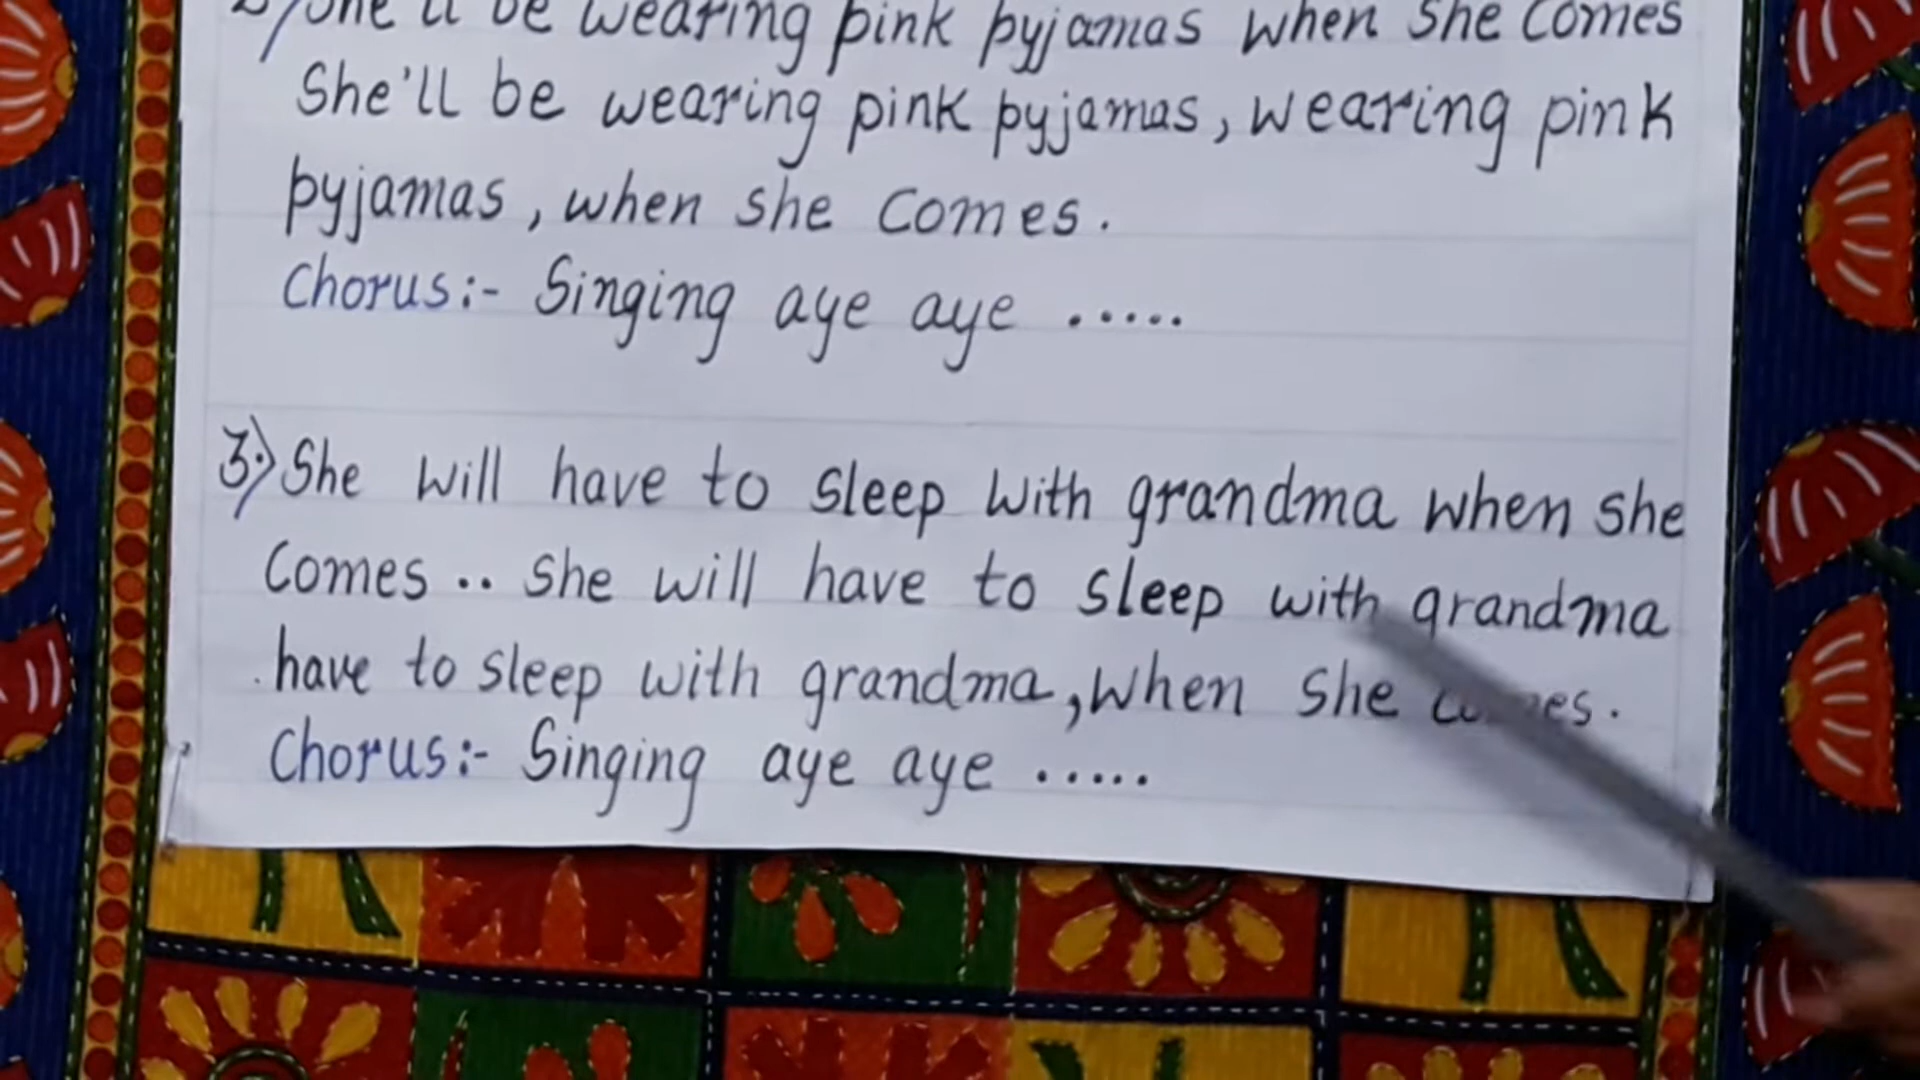 2) She'll be wearing pink pyjamas when she comes
She'll be wearing pink pyjamas, wearing pink
pyjamas, when she comes.
Chorus:- Singing aye aye .....
3.) She will have to sleep with grandma when she
comes .. she will have to sleep with grandma
have to sleep with grandma, when she comes.
Chorus:- Singing aye aye .....